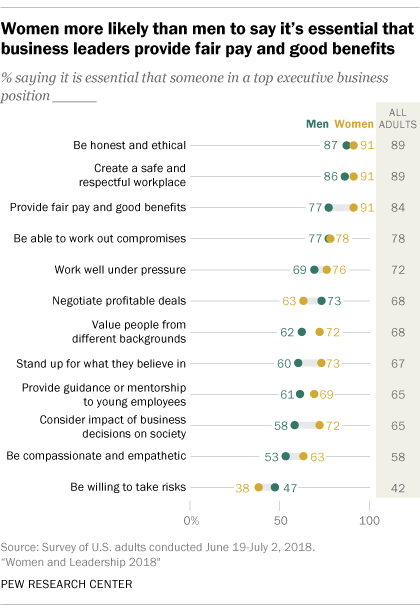 Women more likely than men to say it's essential that
business leaders provide fair pay and good benefits
% saying it is essential that someone in a top executive business
position ______
ALL
ADULTS
Men Women
Be honest and ethical 87 91 89
Create a safe and
respectful workplace 86 91 89
Provide fair pay and good benefits 77 91 84
Be able to work out compromises 77 78 78
Work well under pressure 69 76 72
Negotiate profitable deals 63 73 68
Value people from
different backgrounds 62 72 68
Stand up for what they believe in 60 73 67
Provide guidance or mentorship
to young employees 61 69 65
Consider impact of business
decisions on society 58 72 65
Be compassionate and empathetic 53 63 58
Be willing to take risks 38 47 42
0% 50 100
Source: Survey of U.S. adults conducted June 19-July 2, 2018.
"Women and Leadership 2018"
PEW RESEARCH CENTER